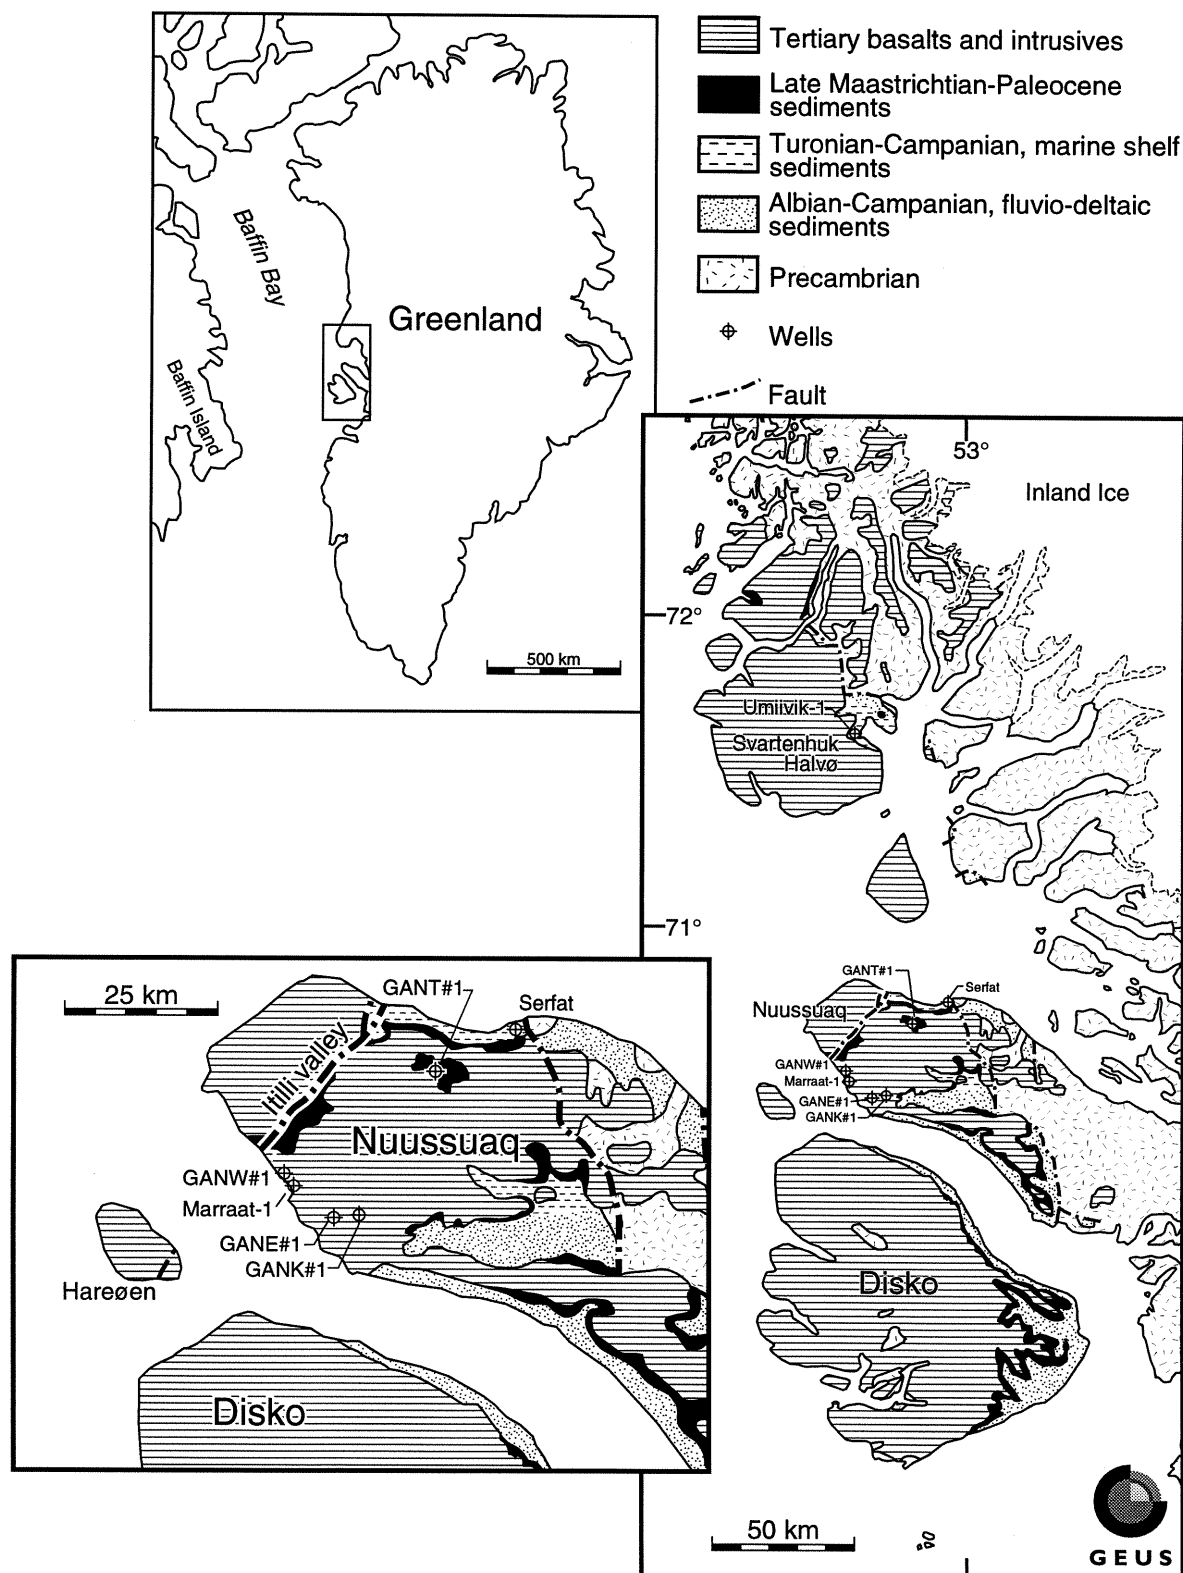 Tertiary basalts and intrusives
Late Maastrichtian-Paleocene
sediments
Turonian-Campanian, marine shelf
sediments
Albian-Campanian, fluvio-deltaic
sediments
Precambrian
Wells
Fault
Baffin Bay
Greenland
Baffin Island
500 km
53°
Inland Ice
72°
Umiivik-1
Svartenhuk
Halvø
71°
GANT#1
Serfat
Nuussuaq
GANW#1
Marraat-1
GANE#1
GANK#1
Disko
50 km
GEUS
25 km
GANT#1
Serfat
Itilli valley
Nuussuaq
GANW#1
Marraat-1
GANE#1
GANK#1
Hareøen
Disko